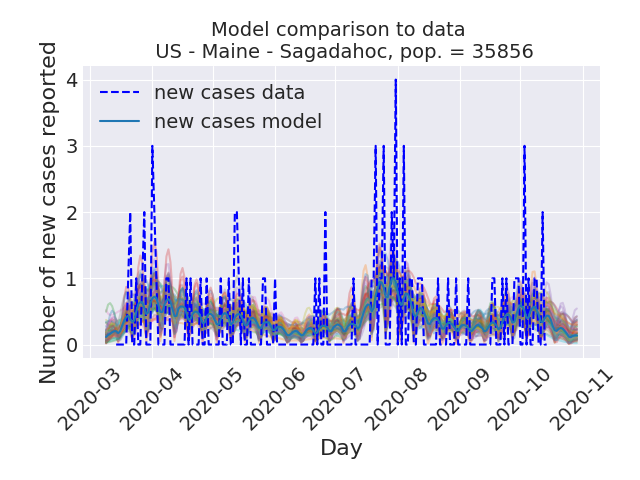 Model comparison to data
US - Maine - Sagadahoc, pop. = 35856
Number of new cases reported
4
3
2
1
0
new cases data
new cases model
2020-03
2020-04
2020-05
2020-06
2020-07
2020-08
2020-09
2020-10
2020-11
Day